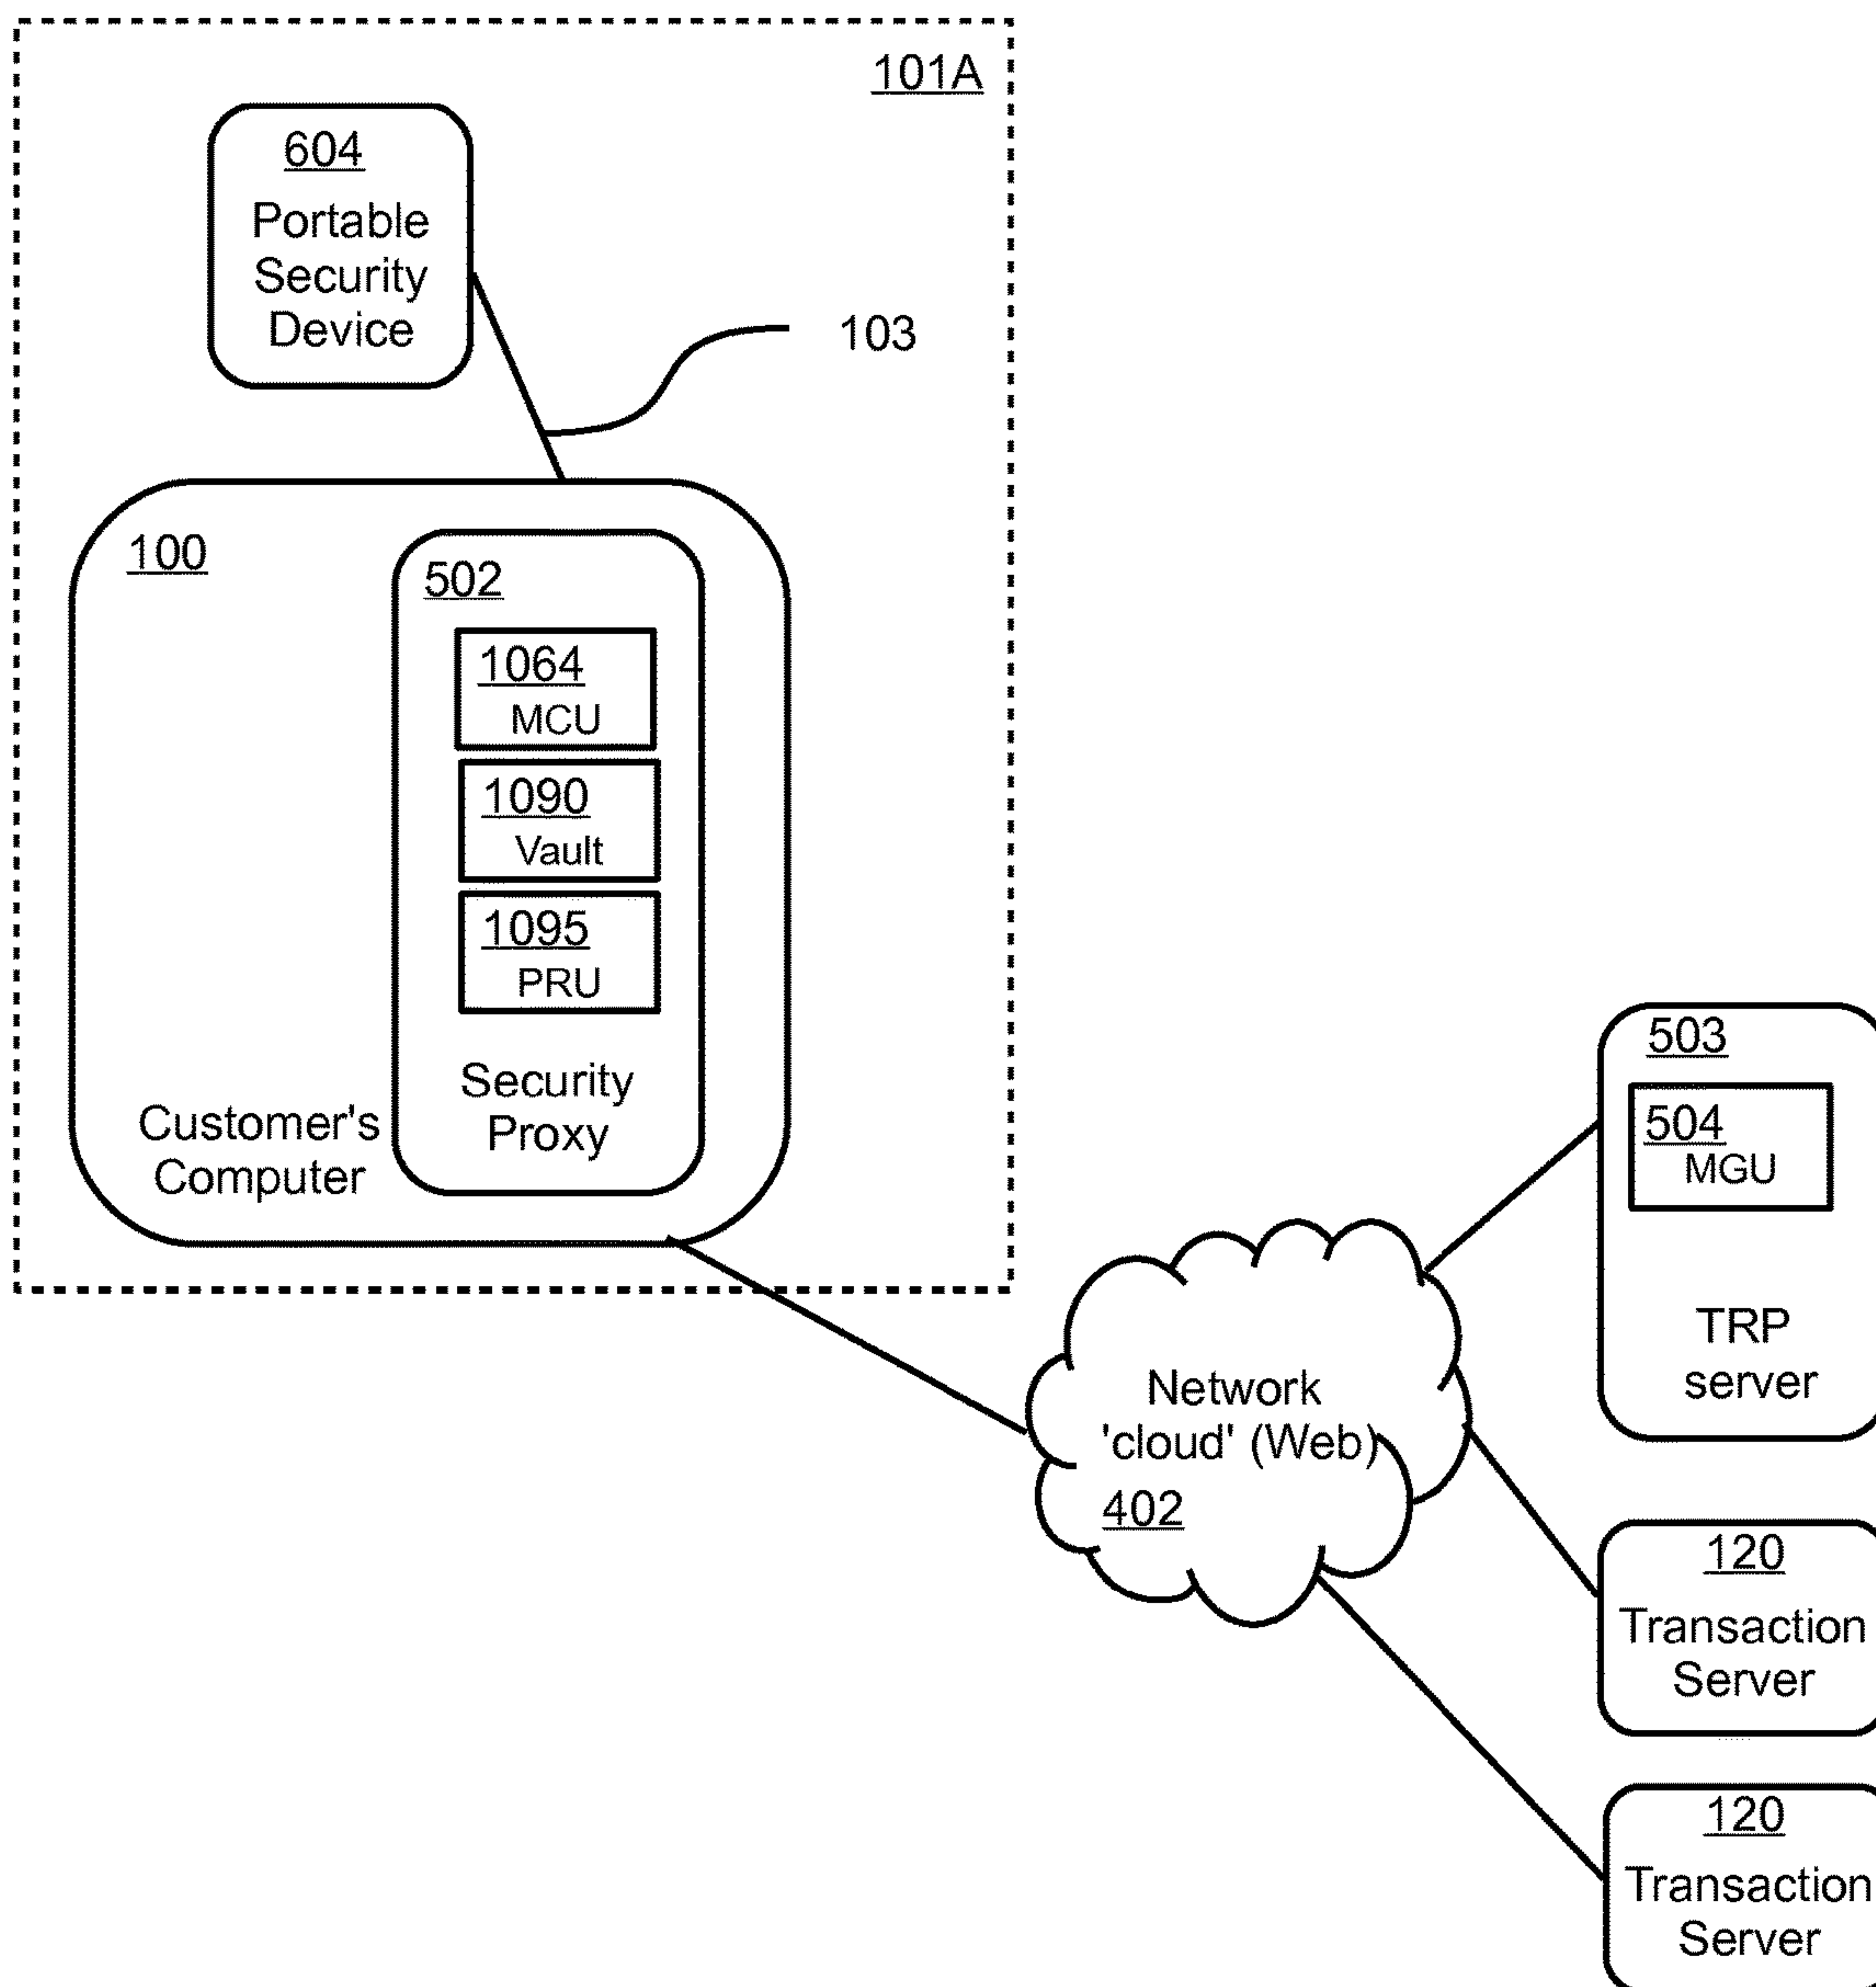 101A
604
Portable
Security
Device
103
100
502
1064
MCU
1090
Vault
1095
PRU
Security
Proxy
Customer's
Computer
503
504
MGU
TRP
server
Network
'cloud' (Web)
402
120
Transaction
Server
120
Transaction
Server